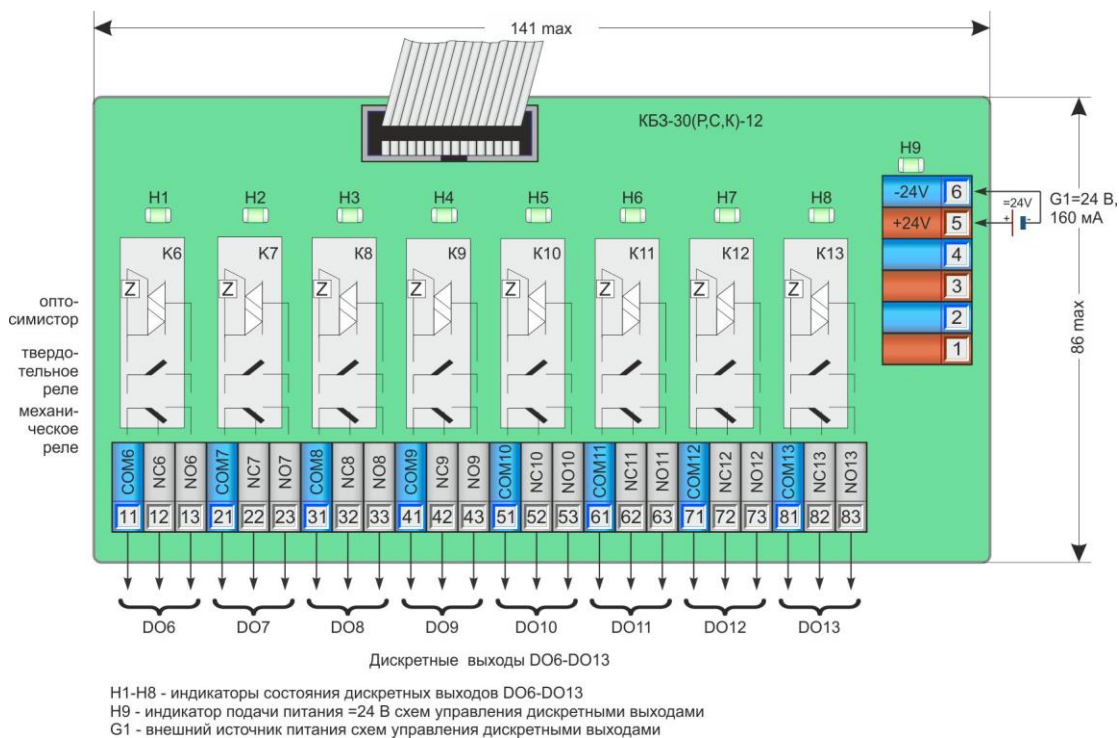 141 max
КБЗ-30(Р,С,К)-12
H9
H1 H2 H3 H4 H5 H6 H7 H8
-24V 6
+24V 5
4
3
2
1
=24V
+ -
G1=24 В,
160 мА
86 max
K6 K7 K8 K9 K10 K11 K12 K13
Z Z Z Z Z Z Z Z
опто-
симистор
твердо-
тельное
реле
механи-
ческое
реле
COM6 NC6 NO6 COM7 NC7 NO7 COM8 NC8 NO8 COM9 NC9 NO9 COM10 NC10 NO10 COM11 NC11 NO11 COM12 NC12 NO12 COM13 NC13 NO13
11 12 13 21 22 23 31 32 33 41 42 43 51 52 53 61 62 63 71 72 73 81 82 83
DO6 DO7 DO8 DO9 DO10 DO11 DO12 DO13
Дискретные выходы DO6-DO13
H1-H8 - индикаторы состояния дискретных выходов DO6-DO13
H9 - индикатор подачи питания =24 В схем управления дискретными выходами
G1 - внешний источник питания схем управления дискретными выходами